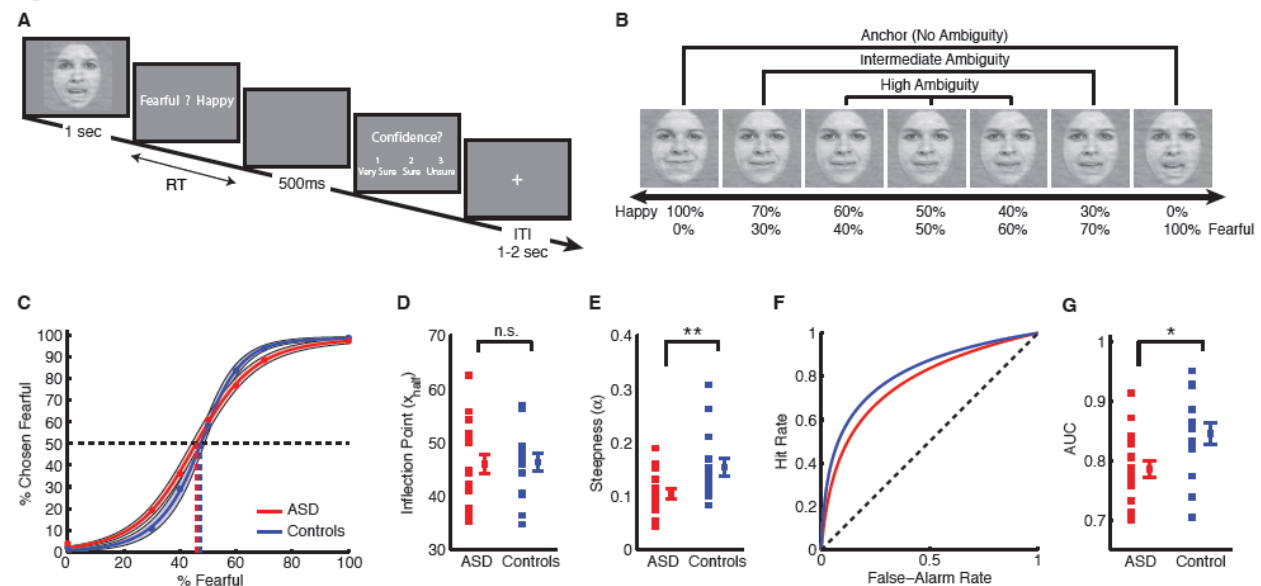 A
Fearful ? Happy
Confidence?
1 2 3
Very Sure Sure Unsure
+
1 sec
RT
500ms
ITI
1-2 sec
B
Anchor (No Ambiguity)
Intermediate Ambiguity
High Ambiguity
Happy 100% 70% 60% 50% 40% 30% 0%
0% 30% 40% 50% 60% 70% 100% Fearful
C
% Chosen Fearful
100
90
80
70
60
50
40
30
20
10
0
0 20 40 60 80 100
% Fearful
ASD
Controls
D
n.s.
Inflection Point (xhalf)
70
60
50
40
30
ASD Controls
E
**
Steepness (α)
0.4
0.3
0.2
0.1
0
ASD Controls
F
Hit Rate
1
0.8
0.6
0.4
0.2
0
0 0.5 1
False–Alarm Rate
G
*
AUC
1
0.9
0.8
0.7
ASD Control